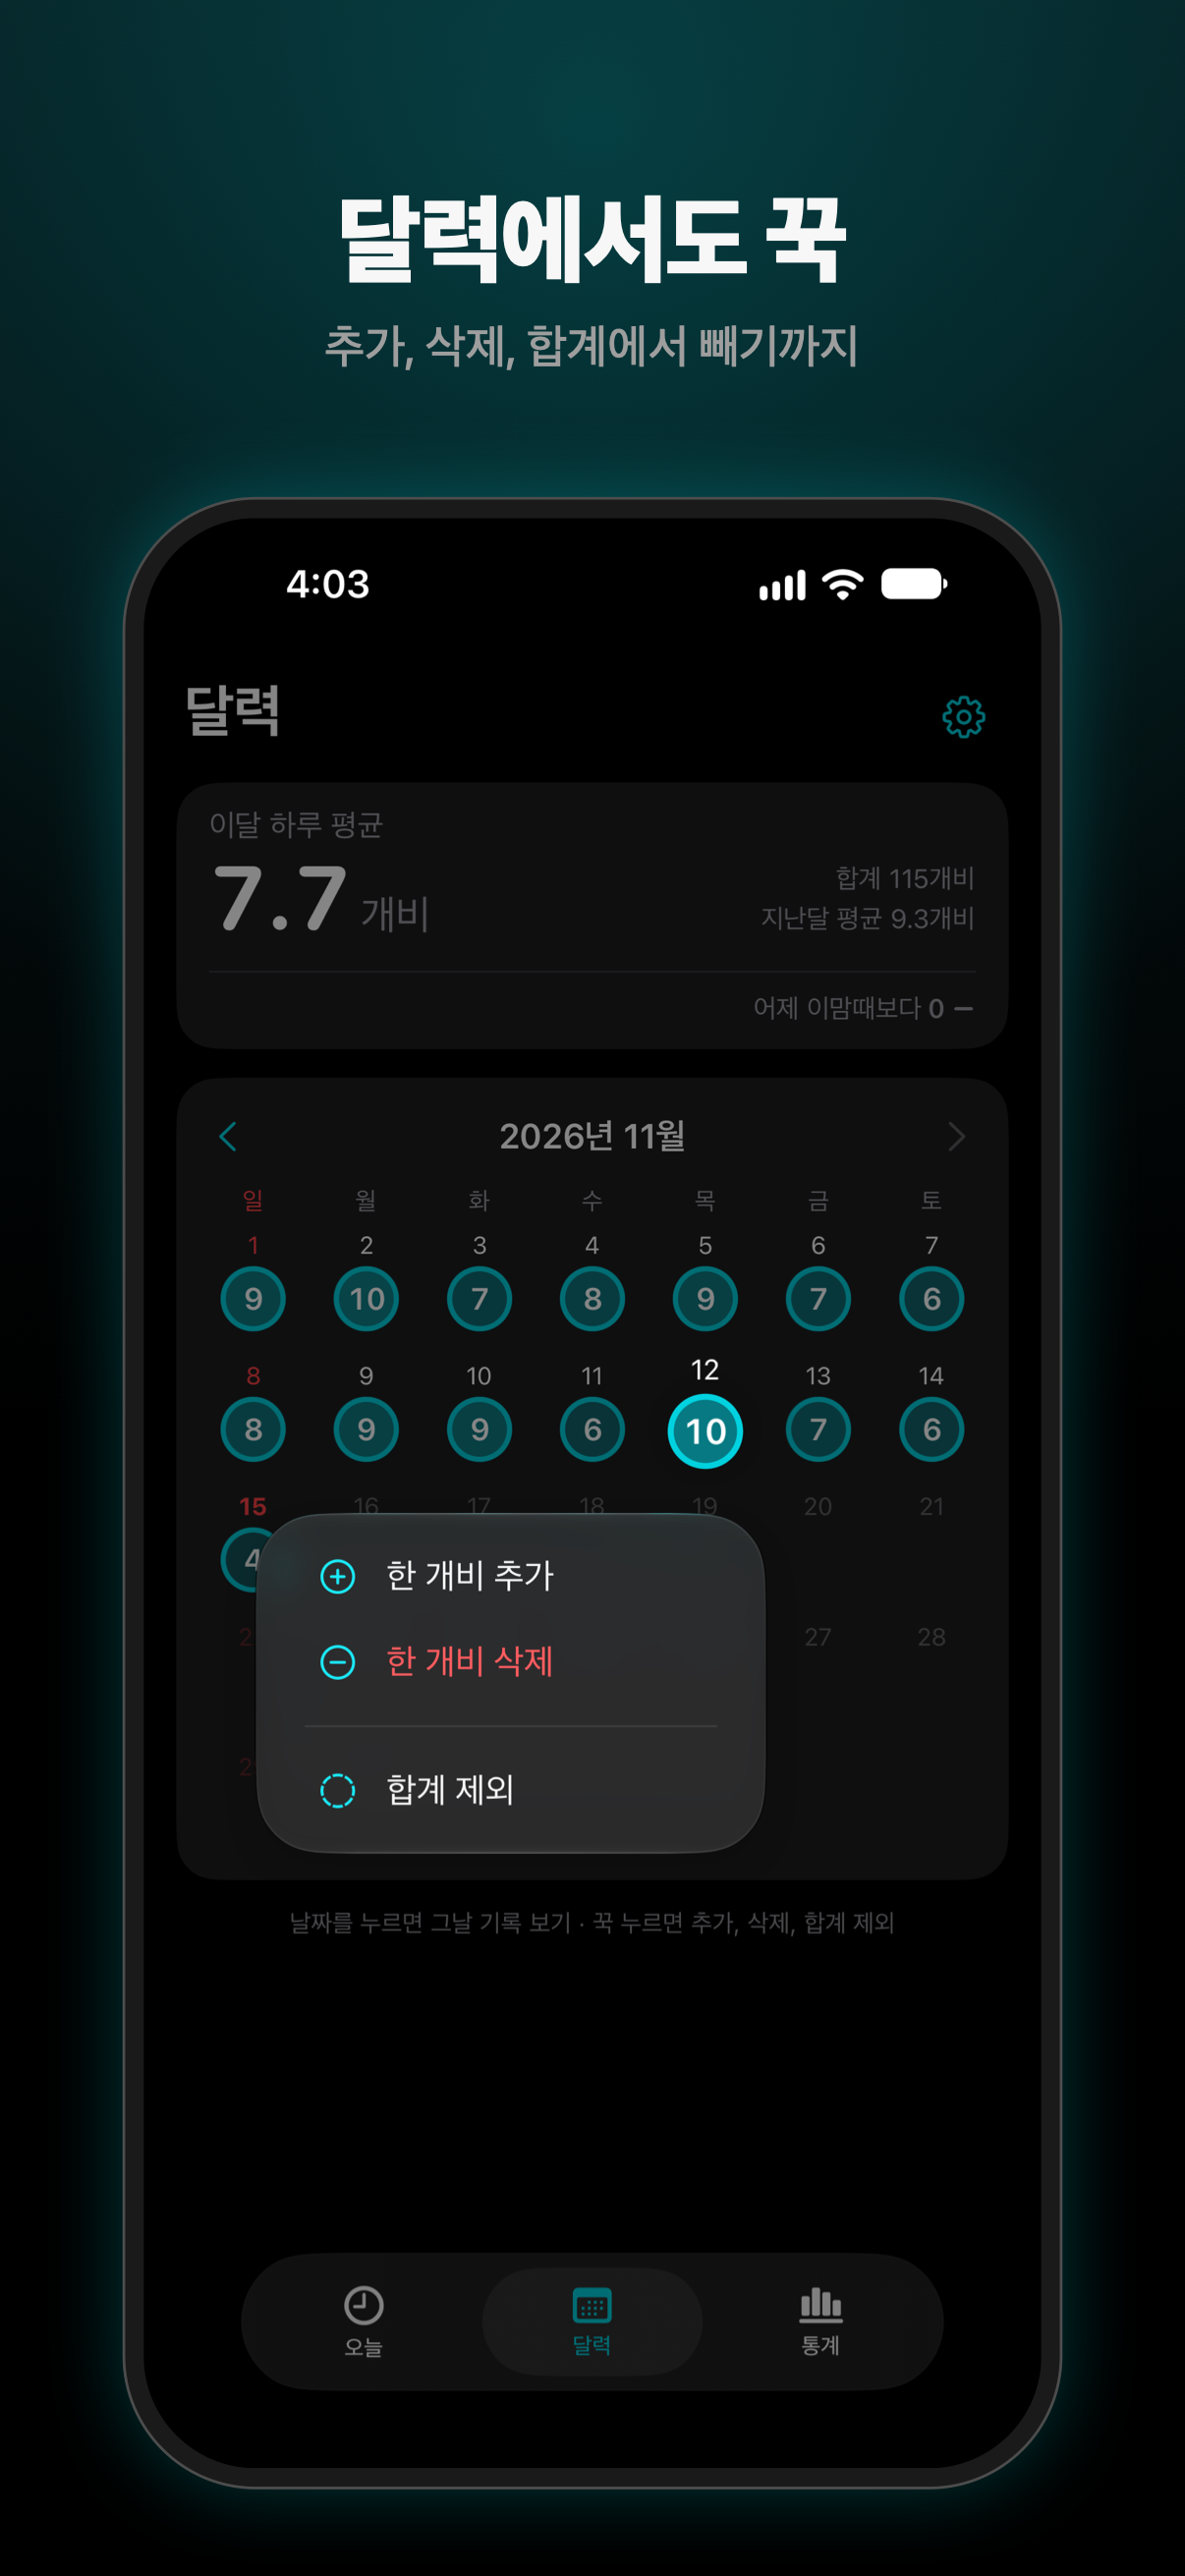 달력에서도 꾹
추가, 삭제, 합계에서 빼기까지
4:03
달력
이달 하루 평균
7.7 개비
합계 115개비
지난달 평균 9.3개비
어제 이맘때보다 0 –
2026년 11월
일 월 화 수 목 금 토
1 2 3 4 5 6 7
9 10 7 8 9 7 6
8 9 10 11 12 13 14
8 9 9 6 10 7 6
15 16 17 18 19 20 21
4
한 개비 추가
한 개비 삭제
27 28
합계 제외
날짜를 누르면 그날 기록 보기 · 꾹 누르면 추가, 삭제, 합계 제외
오늘 달력 통계